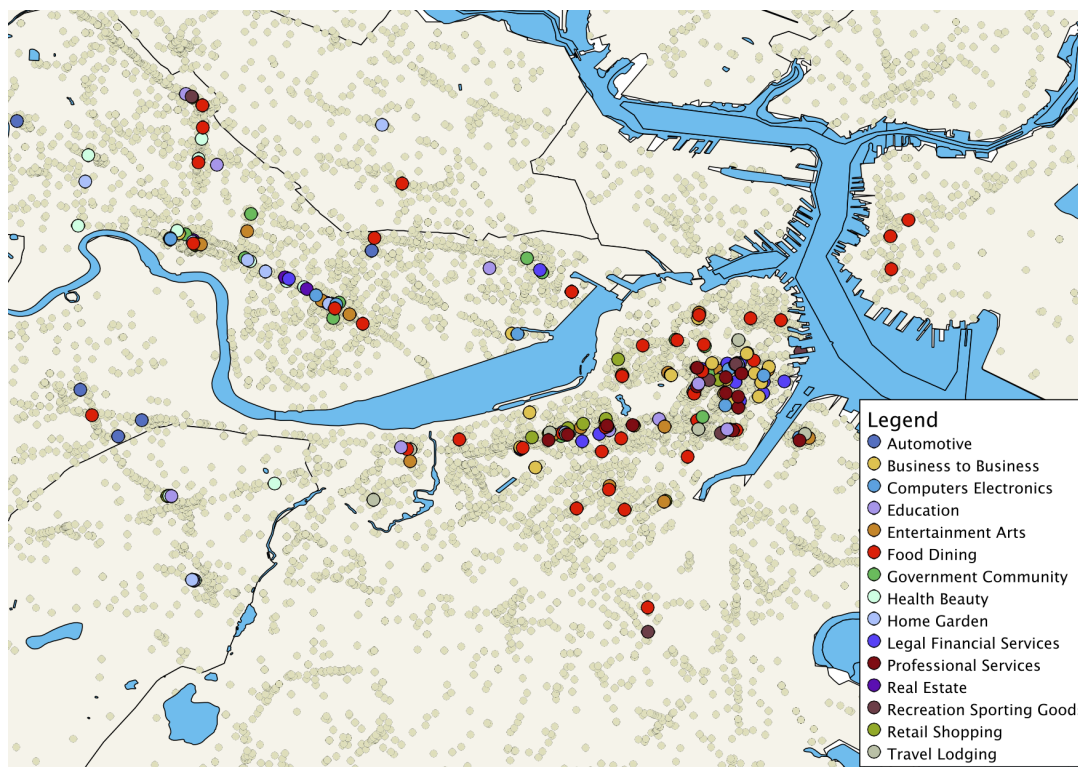 Legend
Automotive
Business to Business
Computers Electronics
Education
Entertainment Arts
Food Dining
Government Community
Health Beauty
Home Garden
Legal Financial Services
Professional Services
Real Estate
Recreation Sporting Good
Retail Shopping
Travel Lodging